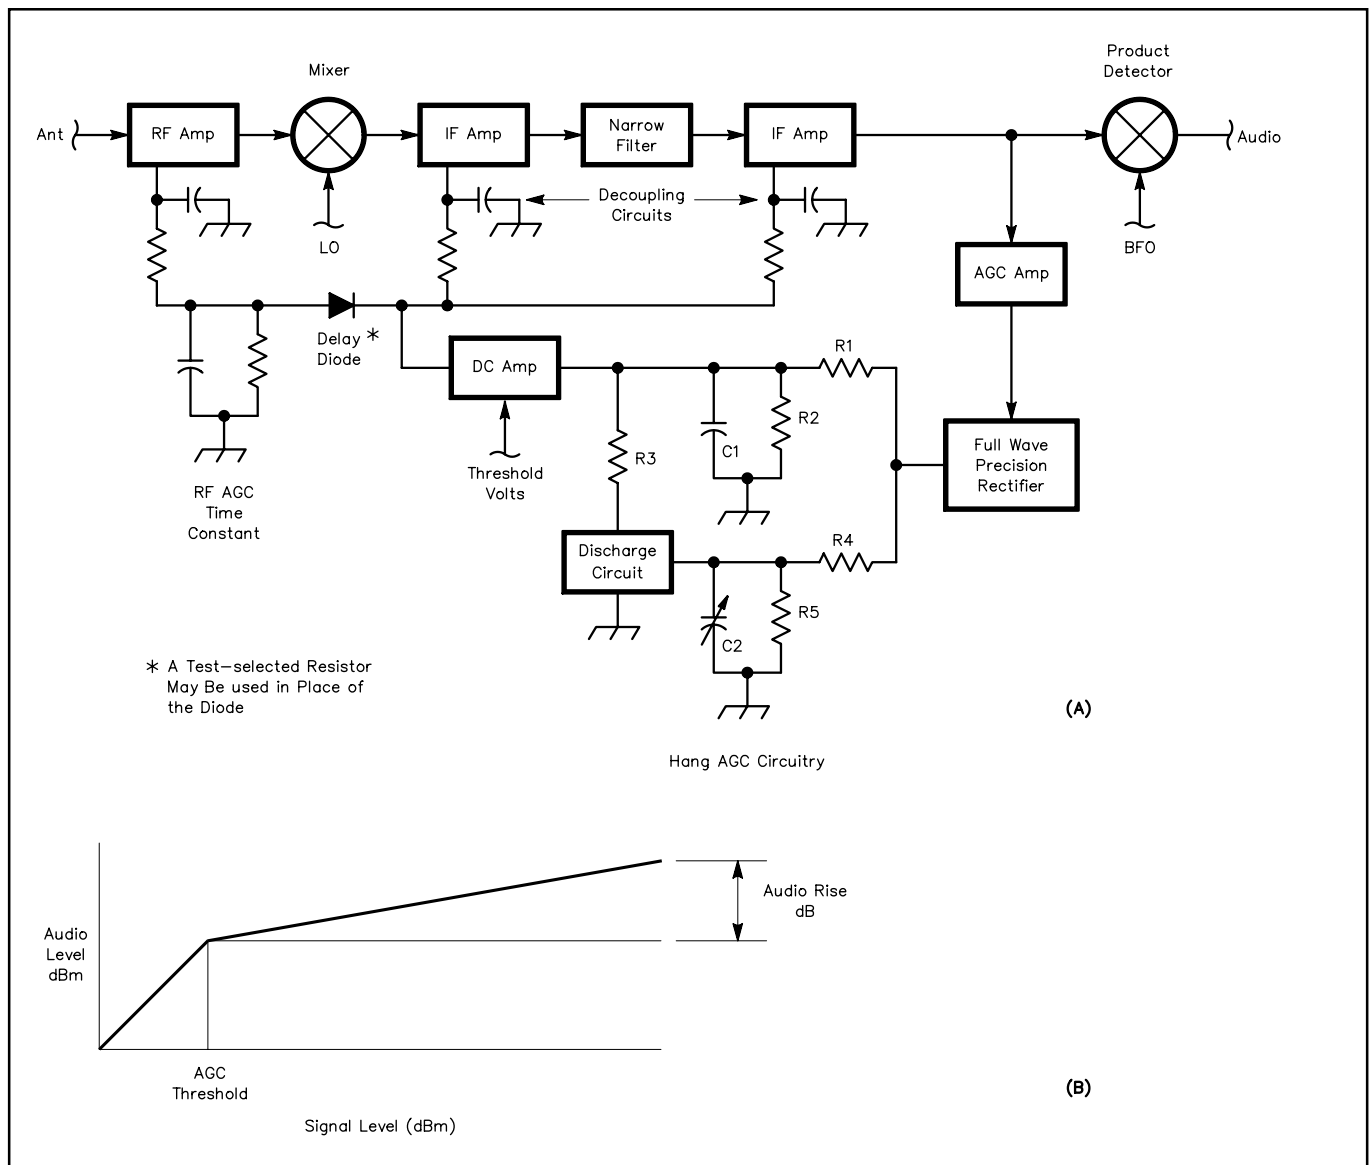 Product
Detector
Mixer
Ant
RF Amp
IF Amp
Narrow
Filter
IF Amp
Audio
Decoupling
Circuits
LO
BFO
AGC Amp
Delay *
Diode
DC Amp
R1
R2
C1
R3
Threshold
Volts
Full Wave
Precision
Rectifier
RF AGC
Time
Constant
R4
Discharge
Circuit
R5
C2
* A Test-selected Resistor
May Be used in Place of
the Diode
(A)
Hang AGC Circuitry
Audio Rise
dB
Audio
Level
dBm
AGC
Threshold
(B)
Signal Level (dBm)